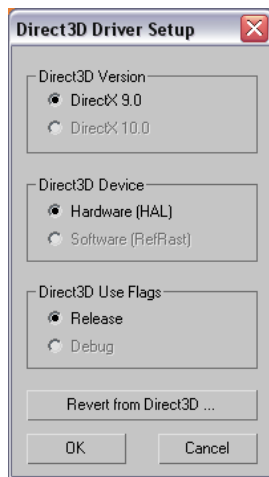 Direct3D Driver Setup
Direct3D Version
DirectX 9.0
DirectX 10.0
Direct3D Device
Hardware (HAL)
Software (RefRast)
Direct3D Use Flags
Release
Debug
Revert from Direct3D ...
OK
Cancel